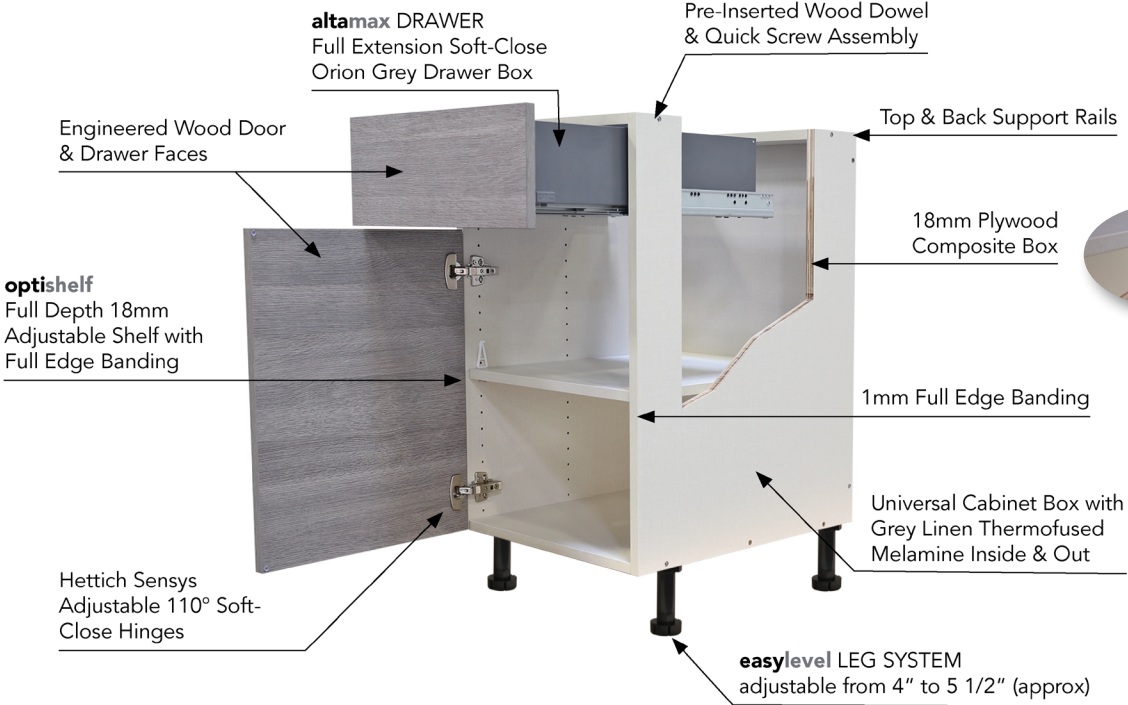 altamax DRAWER
Full Extension Soft-Close
Orion Grey Drawer Box
Pre-Inserted Wood Dowel
& Quick Screw Assembly
Engineered Wood Door
& Drawer Faces
Top & Back Support Rails
18mm Plywood
Composite Box
optishelf
Full Depth 18mm
Adjustable Shelf with
Full Edge Banding
1mm Full Edge Banding
Universal Cabinet Box with
Grey Linen Thermofused
Melamine Inside & Out
Hettich Sensys
Adjustable 110º Soft-
Close Hinges
easylevel LEG SYSTEM
adjustable from 4” to 5 1/2” (approx)